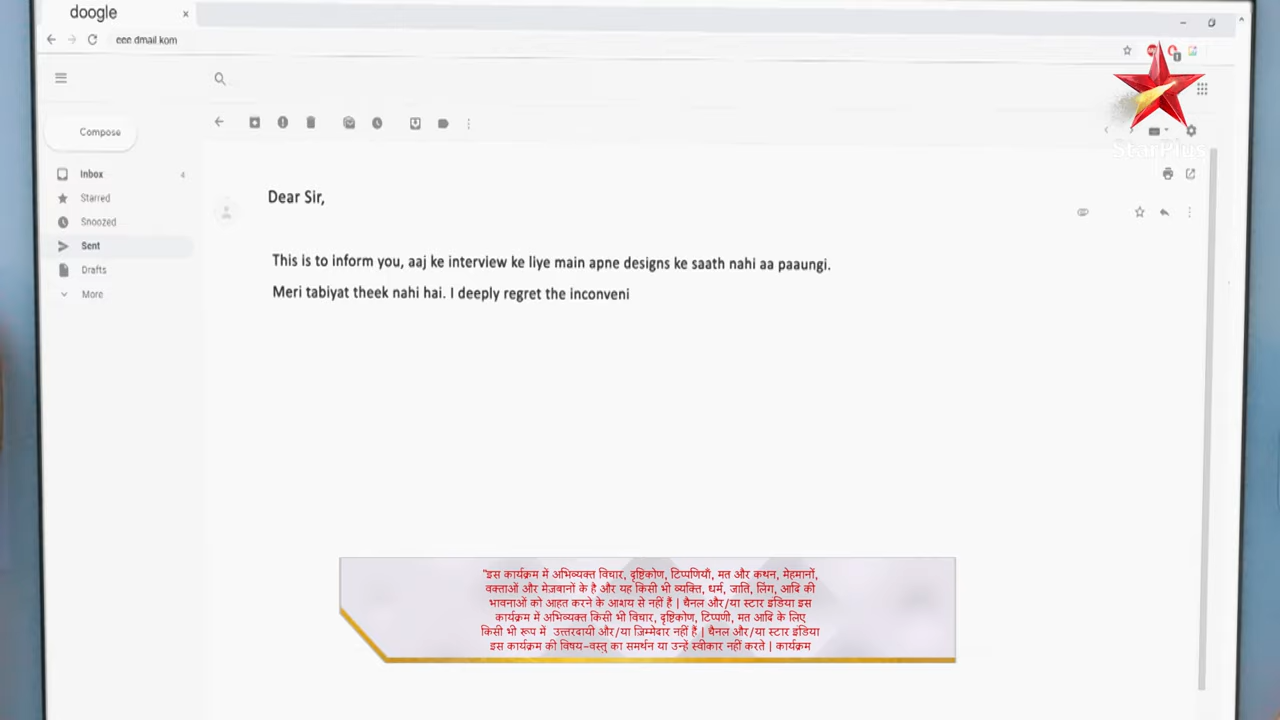 doogle
eee dmail kom
StarPlus
Compose
Inbox 4
Starred
Snoozed
Sent
Drafts
More
Dear Sir,
This is to inform you, aaj ke interview ke liye main apne designs ke saath nahi aa paaungi.
Meri tabiyat theek nahi hai. I deeply regret the inconveni
"इस कार्यक्रम में अभिव्यक्त विचार, दृष्टिकोण, टिप्पणियाँ, मत और कथन, मेहमानों,
वक्ताओं और मेज़बानों के है और यह किसी भी व्यक्ति, धर्म, जाति, लिंग, आदि की
भावनाओं को आहत करने के आशय से नहीं है | चैनल और/या स्टार इंडिया इस
कार्यक्रम में अभिव्यक्त किसी भी विचार, दृष्टिकोण, टिप्पणी, मत आदि के लिए
किसी भी रूप में उत्तरदायी और/या जिम्मेदार नहीं हैं | चैनल और/या स्टार इंडिया
इस कार्यक्रम की विषय-वस्तु का समर्थन या उन्हें स्वीकार नहीं करते | कार्यक्रम